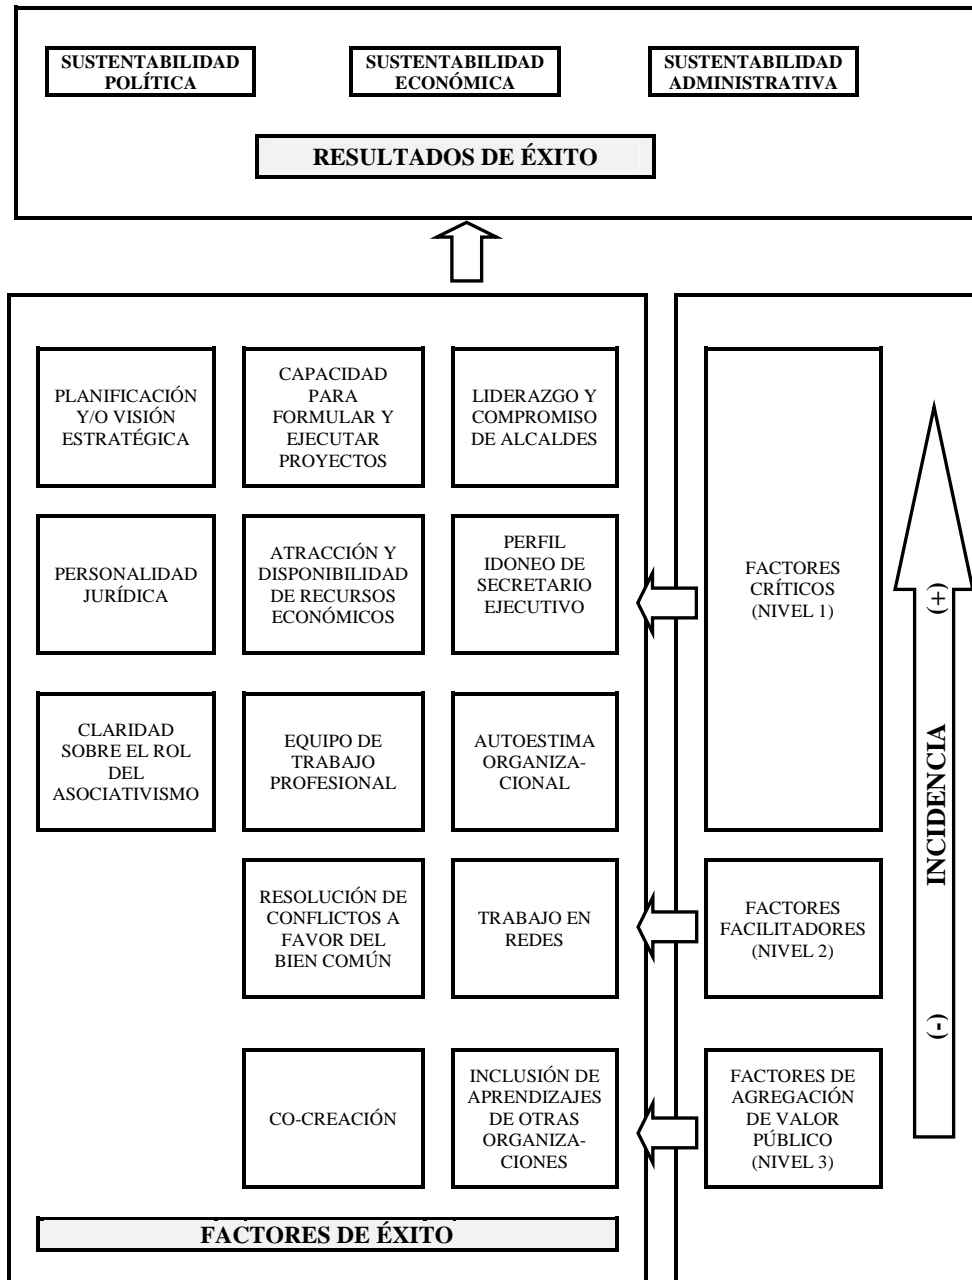 SUSTENTABILIDAD
POLÍTICA
SUSTENTABILIDAD
ECONÓMICA
SUSTENTABILIDAD
ADMINISTRATIVA
RESULTADOS DE ÉXITO
PLANIFICACIÓN
Y/O VISIÓN
ESTRATÉGICA
CAPACIDAD
PARA
FORMULAR Y
EJECUTAR
PROYECTOS
LIDERAZGO Y
COMPROMISO
DE ALCALDES
PERSONALIDAD
JURÍDICA
ATRACCIÓN Y
DISPONIBILIDAD
DE RECURSOS
ECONÓMICOS
PERFIL
IDONEO DE
SECRETARIO
EJECUTIVO
FACTORES
CRÍTICOS
(NIVEL 1)
CLARIDAD
SOBRE EL ROL
DEL
ASOCIATIVISMO
EQUIPO DE
TRABAJO
PROFESIONAL
AUTOESTIMA
ORGANIZA-
CIONAL
RESOLUCIÓN DE
CONFLICTOS A
FAVOR DEL
BIEN COMÚN
TRABAJO EN
REDES
FACTORES
FACILITADORES
(NIVEL 2)
CO-CREACIÓN
INCLUSIÓN DE
APRENDIZAJES
DE OTRAS
ORGANIZA-
CIONES
FACTORES DE
AGREGACIÓN
DE VALOR
PÚBLICO
(NIVEL 3)
(-) INCIDENCIA (+)
FACTORES DE ÉXITO